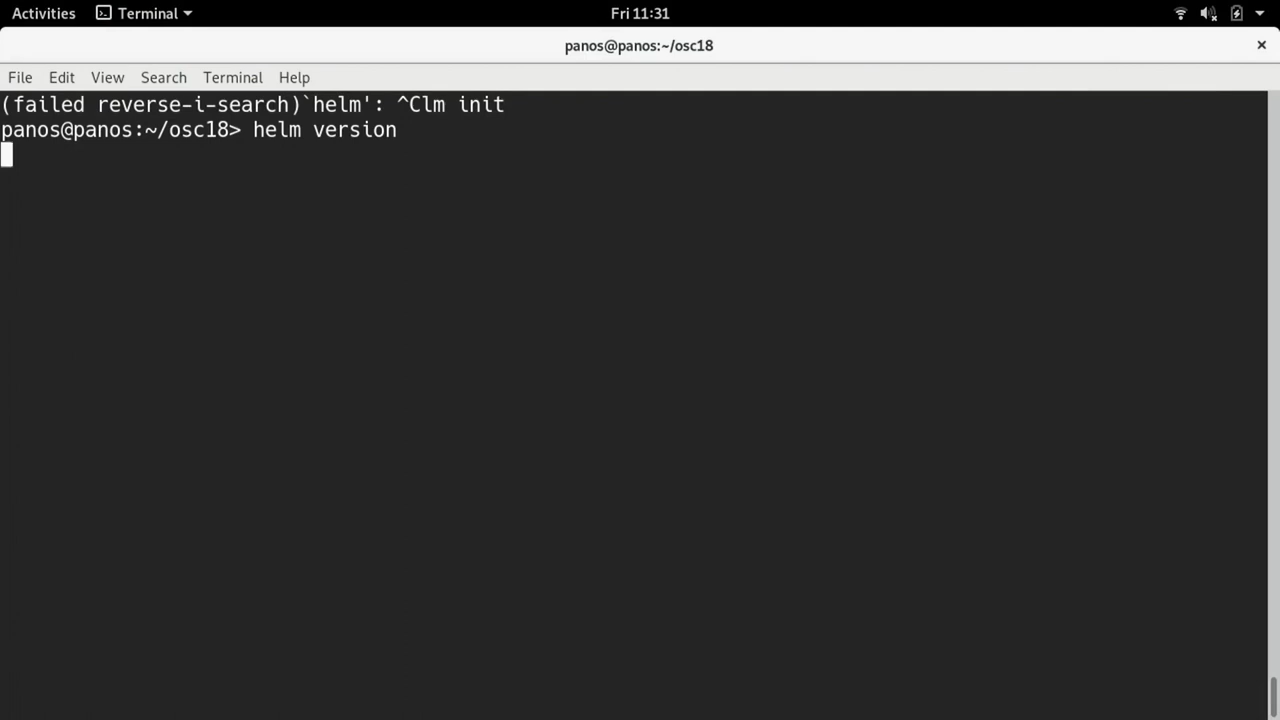 Activities Terminal Fri 11:31
panos@panos:~/osc18
File Edit View Search Terminal Help
(failed reverse-i-search)`helm': ^Clm init
panos@panos:~/osc18> helm version